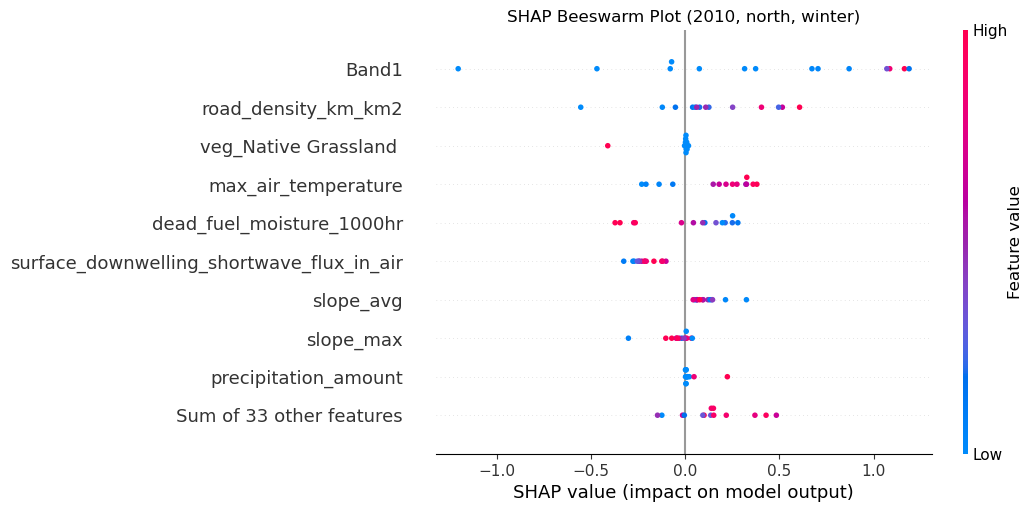 SHAP Beeswarm Plot (2010, north, winter)
High
Band1
road_density_km_km2
veg_Native Grassland
max_air_temperature
dead_fuel_moisture_1000hr
surface_downwelling_shortwave_flux_in_air
slope_avg
slope_max
precipitation_amount
Sum of 33 other features
Feature value
Low
−1.0 −0.5 0.0 0.5 1.0
SHAP value (impact on model output)